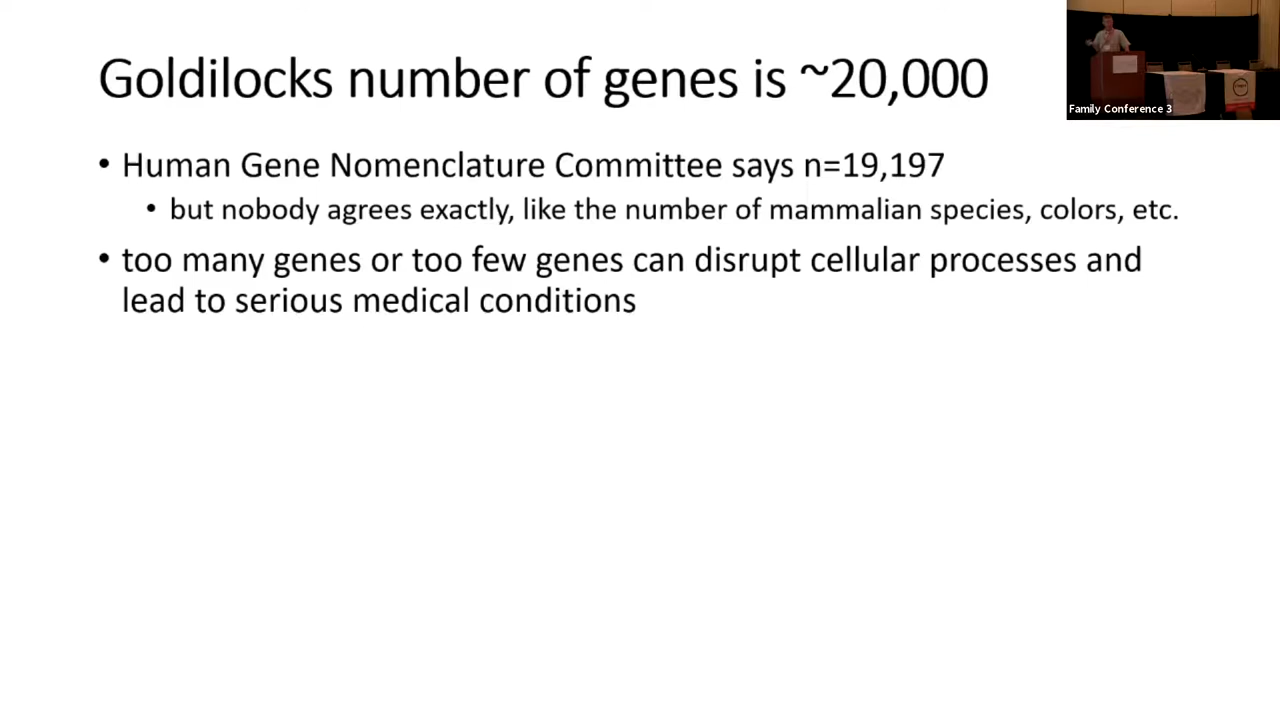 Goldilocks number of genes is ~20,000
• Human Gene Nomenclature Committee says n=19,197
• but nobody agrees exactly, like the number of mammalian species, colors, etc.
• too many genes or too few genes can disrupt cellular processes and
lead to serious medical conditions
Family Conference 3